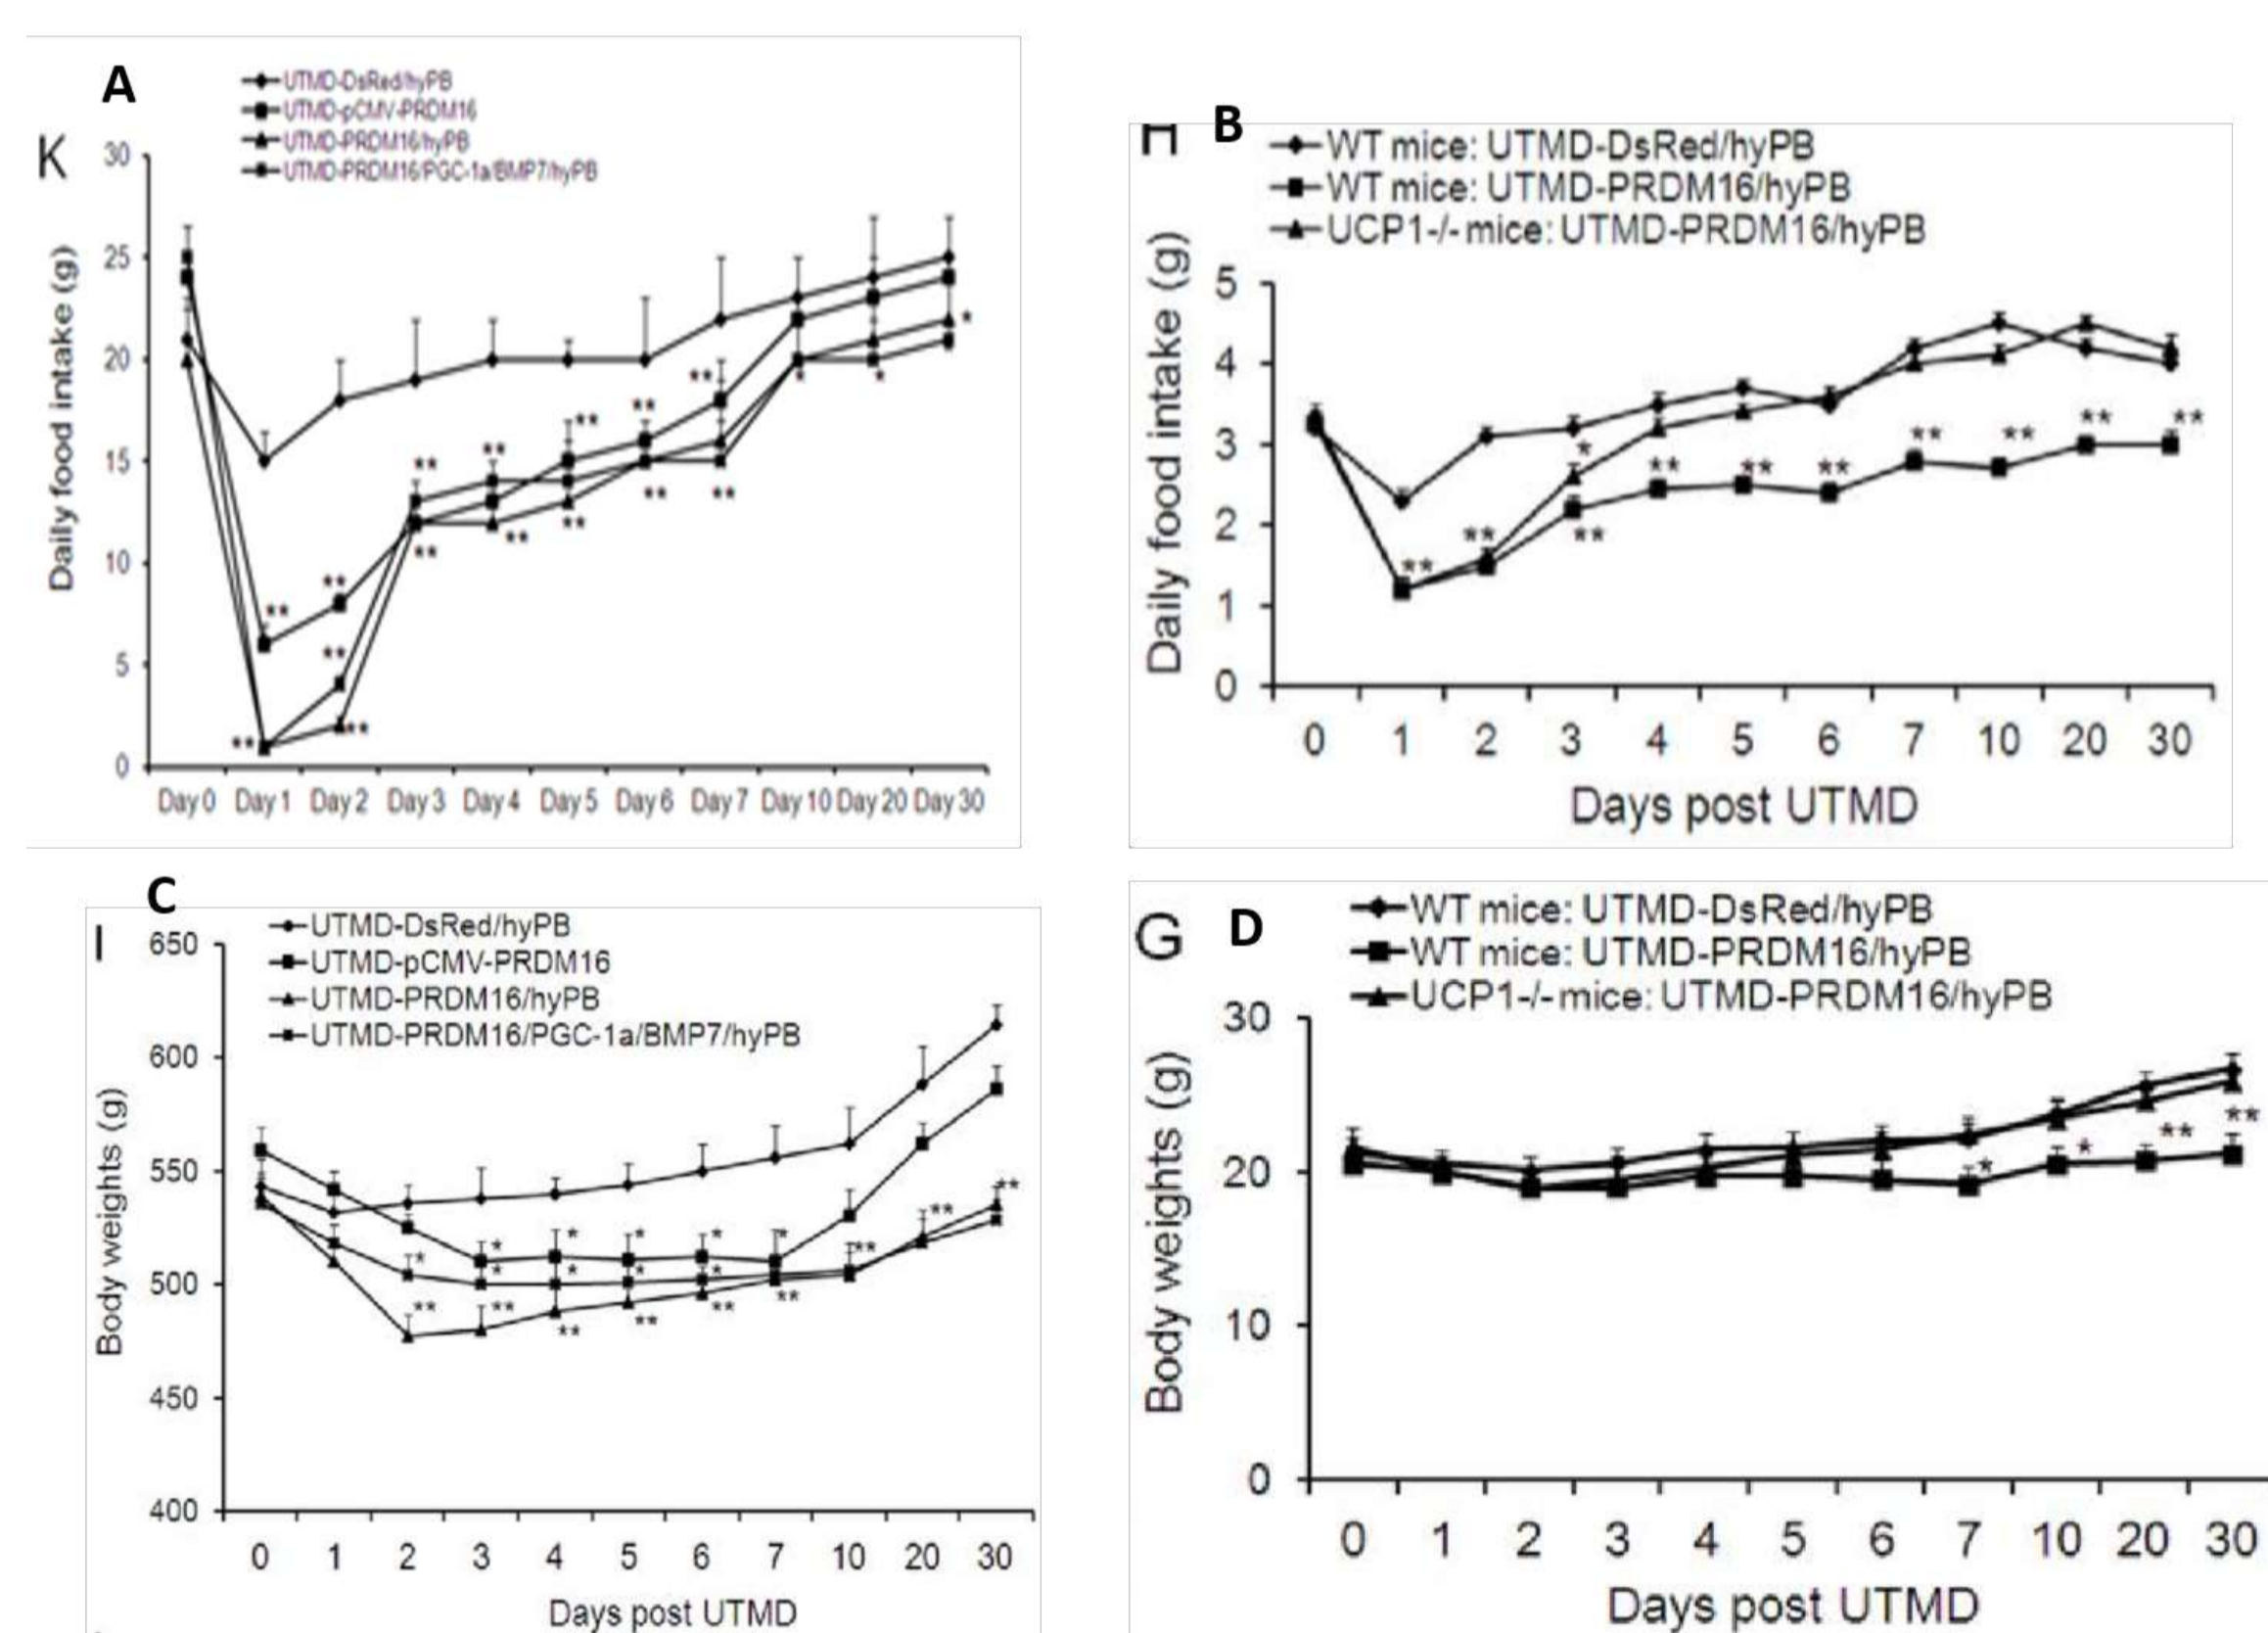 A
K
UTMD-DsRed/hyPB
UTMD-pCMV-PRDM16
UTMD-PRDM16/hyPB
UTMD-PRDM16/PGC-1a/BMP7/hyPB
Daily food intake (g)
30
25
20
15
10
5
0
** ** ** ** ** ** ** ** ** ** ** ** ** ** ** * * *
Day 0 Day 1 Day 2 Day 3 Day 4 Day 5 Day 6 Day 7 Day 10 Day 20 Day 30
B
H
WT mice: UTMD-DsRed/hyPB
WT mice: UTMD-PRDM16/hyPB
UCP1-/- mice: UTMD-PRDM16/hyPB
Daily food intake (g)
5
4
3
2
1
0
** ** * ** ** ** ** ** ** ** **
0 1 2 3 4 5 6 7 10 20 30
Days post UTMD
C
I
UTMD-DsRed/hyPB
UTMD-pCMV-PRDM16
UTMD-PRDM16/hyPB
UTMD-PRDM16/PGC-1a/BMP7/hyPB
Body weights (g)
650
600
550
500
450
400
* ** * * ** * * ** * * ** * * ** * ** ** ** **
0 1 2 3 4 5 6 7 10 20 30
Days post UTMD
G
D
WT mice: UTMD-DsRed/hyPB
WT mice: UTMD-PRDM16/hyPB
UCP1-/- mice: UTMD-PRDM16/hyPB
Body weights (g)
30
20
10
0
* * ** **
0 1 2 3 4 5 6 7 10 20 30
Days post UTMD